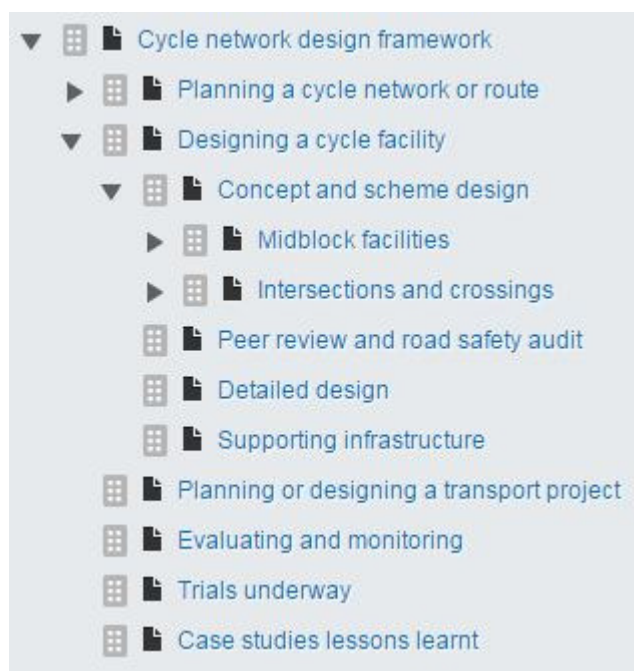 Cycle network design framework
Planning a cycle network or route
Designing a cycle facility
Concept and scheme design
Midblock facilities
Intersections and crossings
Peer review and road safety audit
Detailed design
Supporting infrastructure
Planning or designing a transport project
Evaluating and monitoring
Trials underway
Case studies lessons learnt